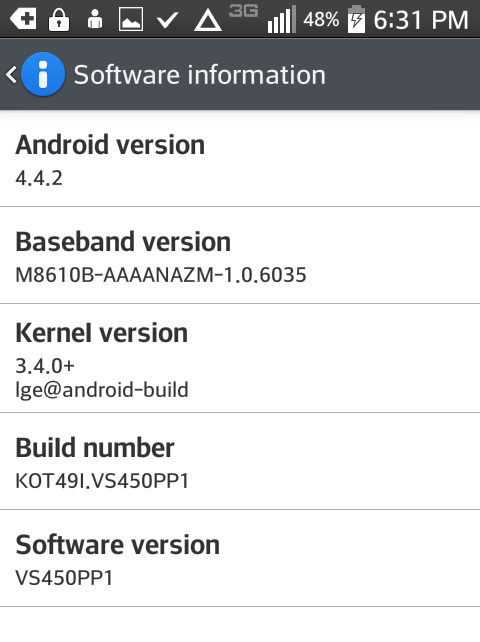 3G 48% 6:31 PM
Software information
Android version
4.4.2
Baseband version
M8610B-AAAANAZM-1.0.6035
Kernel version
3.4.0+
lge@android-build
Build number
KOT49I.VS450PP1
Software version
VS450PP1